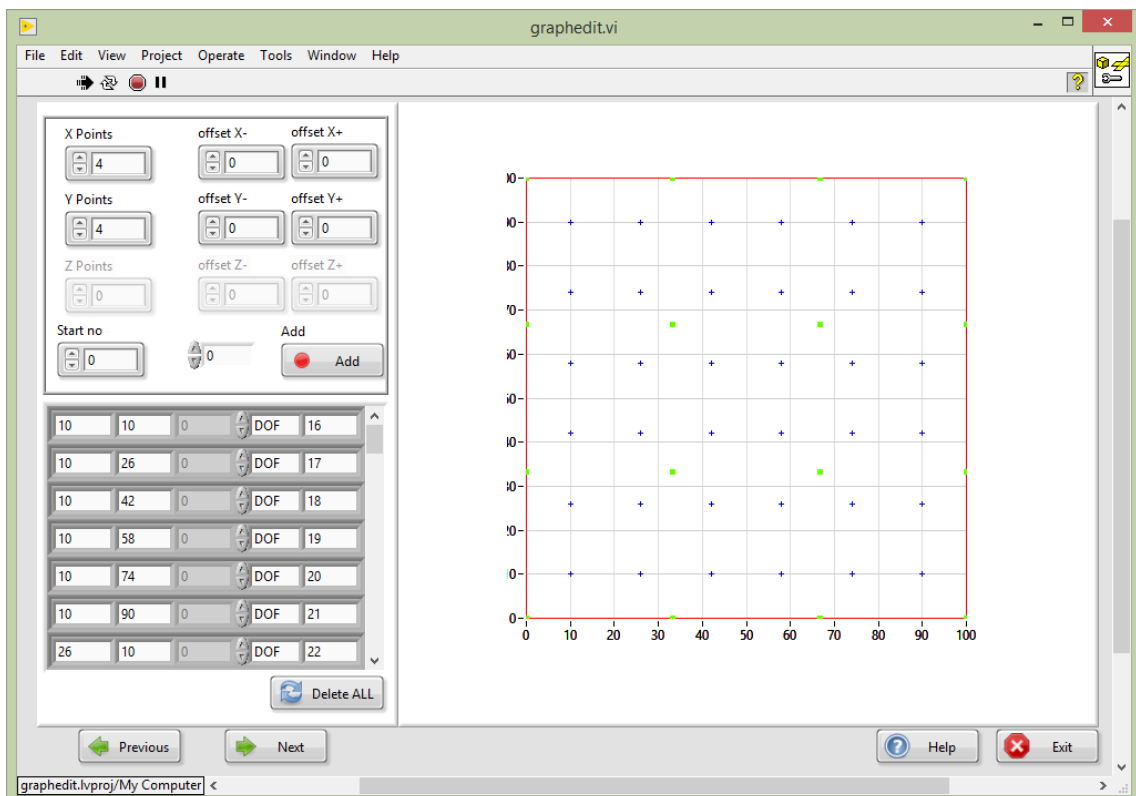 graphedit.vi
File Edit View Project Operate Tools Window Help
X Points offset X- offset X+
4 0 0
Y Points offset Y- offset Y+
4 0 0
Z Points offset Z- offset Z+
0 0 0
Start no Add
0 0 Add
10 10 0 DOF 16
10 26 0 DOF 17
10 42 0 DOF 18
10 58 0 DOF 19
10 74 0 DOF 20
10 90 0 DOF 21
26 10 0 DOF 22
Delete ALL
0 10 20 30 40 50 60 70 80 90 100
Previous Next Help Exit
graphedit.lvproj/My Computer